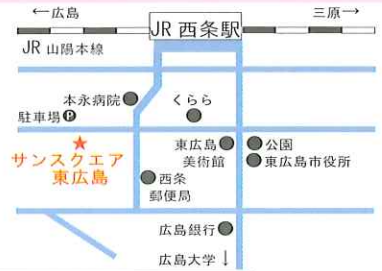 ←広島
三原→
JR 西条駅
JR 山陽本線
本永病院
くらら
駐車場P
サンスクエア
東広島
東広島
美術館
公園
東広島市役所
西条
郵便局
広島銀行
広島大学↓